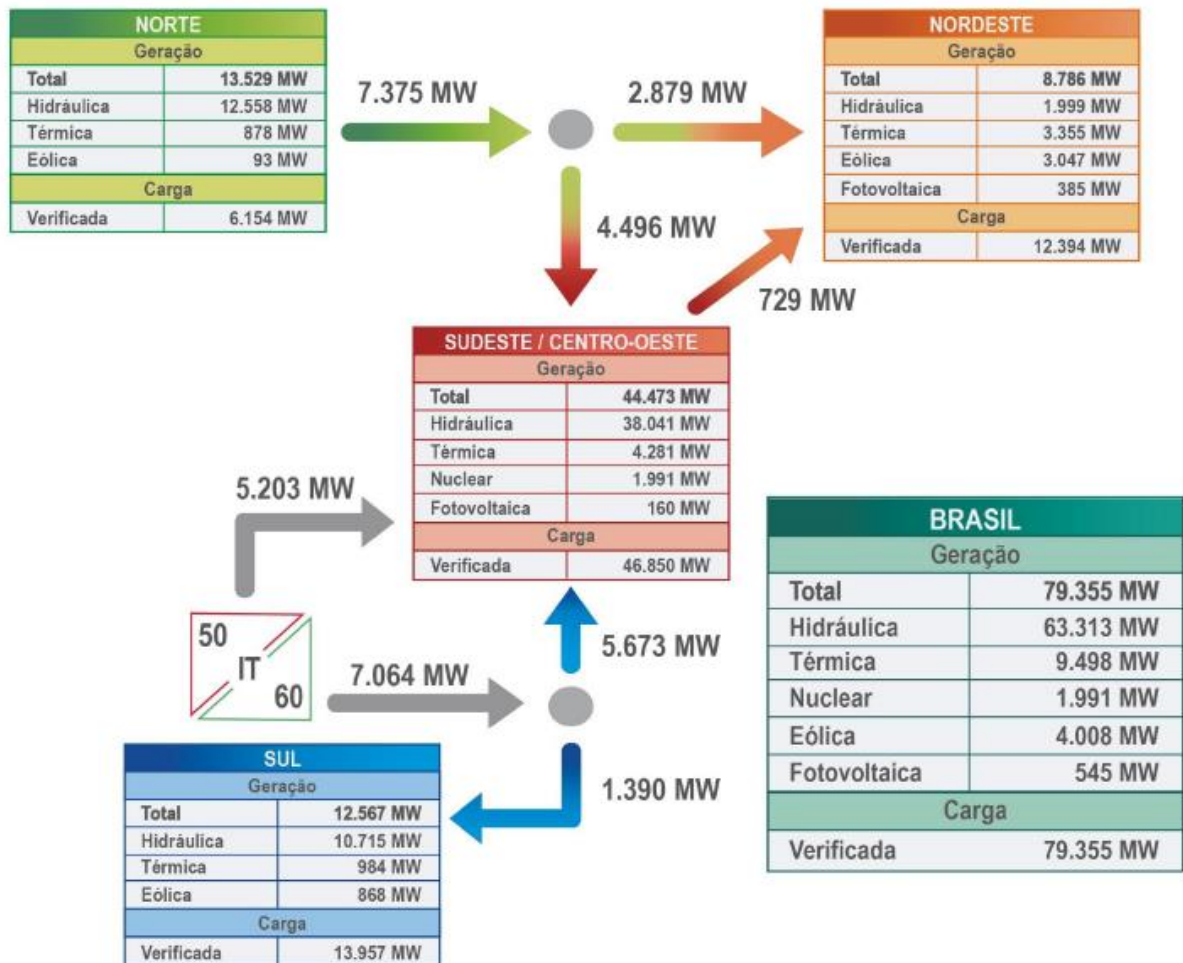 NORTE
Geração
Total 13.529 MW
Hidráulica 12.558 MW
Térmica 878 MW
Eólica 93 MW
Carga
Verificada 6.154 MW
7.375 MW
2.879 MW
NORDESTE
Geração
Total 8.786 MW
Hidráulica 1.999 MW
Térmica 3.355 MW
Eólica 3.047 MW
Fotovoltaica 385 MW
Carga
Verificada 12.394 MW
4.496 MW
729 MW
SUDESTE / CENTRO-OESTE
Geração
Total 44.473 MW
Hidráulica 38.041 MW
Térmica 4.281 MW
Nuclear 1.991 MW
Fotovoltaica 160 MW
Carga
Verificada 46.850 MW
5.203 MW
50
IT
60
7.064 MW
5.673 MW
1.390 MW
SUL
Geração
Total 12.567 MW
Hidráulica 10.715 MW
Térmica 984 MW
Eólica 868 MW
Carga
Verificada 13.957 MW
BRASIL
Geração
Total 79.355 MW
Hidráulica 63.313 MW
Térmica 9.498 MW
Nuclear 1.991 MW
Eólica 4.008 MW
Fotovoltaica 545 MW
Carga
Verificada 79.355 MW